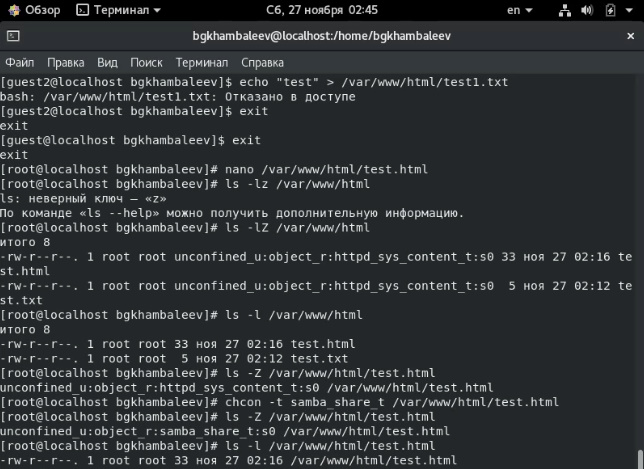 Обзор Терминал Сб, 27 ноября 02:45 en
bgkhambaleev@localhost:/home/bgkhambaleev
Файл Правка Вид Поиск Терминал Справка
[guest2@localhost bgkhambaleev]$ echo "test" > /var/www/html/test1.txt
bash: /var/www/html/test1.txt: Отказано в доступе
[guest2@localhost bgkhambaleev]$ exit
exit
[guest@localhost bgkhambaleev]$ exit
exit
[root@localhost bgkhambaleev]# nano /var/www/html/test.html
[root@localhost bgkhambaleev]# ls -lz /var/www/html
ls: неверный ключ — «z»
По команде «ls --help» можно получить дополнительную информацию.
[root@localhost bgkhambaleev]# ls -lZ /var/www/html
итого 8
-rw-r--r--. 1 root root unconfined_u:object_r:httpd_sys_content_t:s0 33 ноя 27 02:16 te
st.html
-rw-r--r--. 1 root root unconfined_u:object_r:httpd_sys_content_t:s0  5 ноя 27 02:12 te
st.txt
[root@localhost bgkhambaleev]# ls -l /var/www/html
итого 8
-rw-r--r--. 1 root root 33 ноя 27 02:16 test.html
-rw-r--r--. 1 root root  5 ноя 27 02:12 test.txt
[root@localhost bgkhambaleev]# ls -Z /var/www/html/test.html
unconfined_u:object_r:httpd_sys_content_t:s0 /var/www/html/test.html
[root@localhost bgkhambaleev]# chcon -t samba_share_t /var/www/html/test.html
[root@localhost bgkhambaleev]# ls -Z /var/www/html/test.html
unconfined_u:object_r:samba_share_t:s0 /var/www/html/test.html
[root@localhost bgkhambaleev]# ls -l /var/www/html/test.html
-rw-r--r--. 1 root root 33 ноя 27 02:16 /var/www/html/test.html